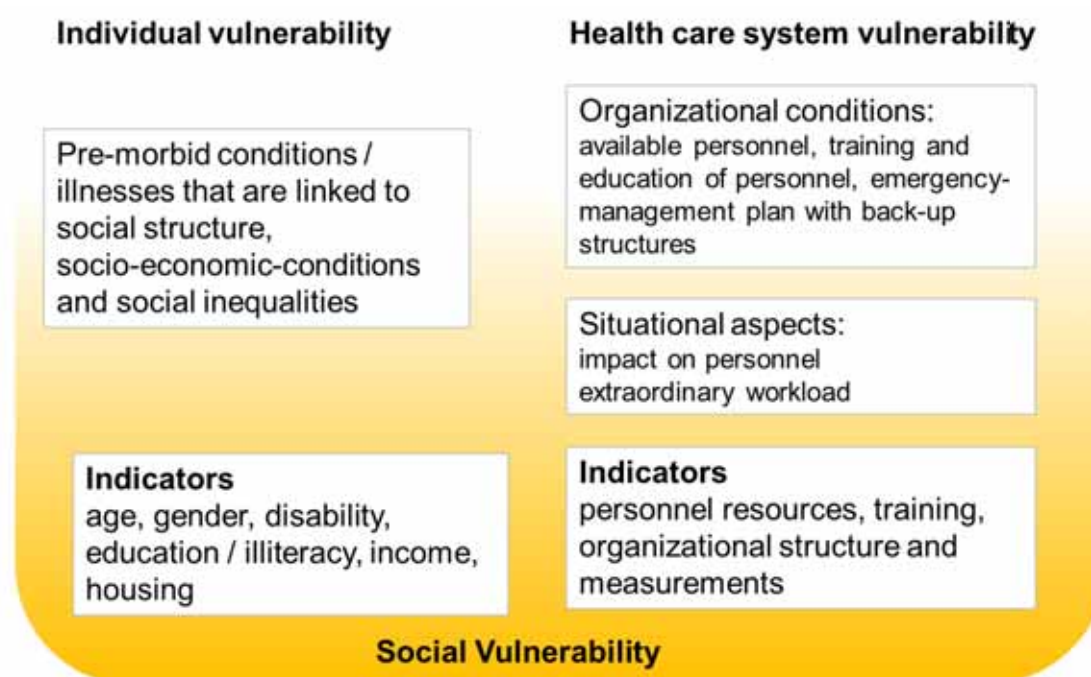 Individual vulnerability
Pre-morbid conditions /
illnesses that are linked to
social structure,
socio-economic-conditions
and social inequalities
Indicators
age, gender, disability,
education / illiteracy, income,
housing
Health care system vulnerability
Organizational conditions:
available personnel, training and
education of personnel, emergency-
management plan with back-up
structures
Situational aspects:
impact on personnel
extraordinary workload
Indicators
personnel resources, training,
organizational structure and
measurements
Social Vulnerability